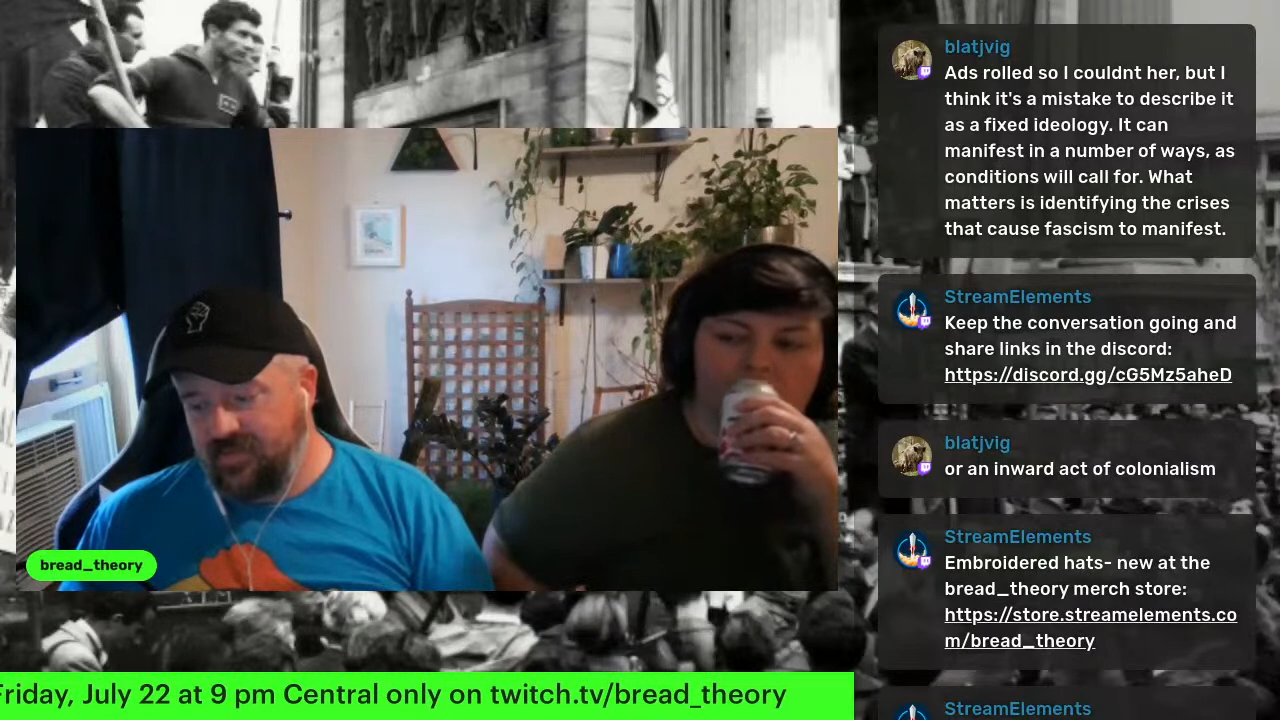 blatjvig
Ads rolled so I couldnt her, but I
think it's a mistake to describe it
as a fixed ideology. It can
manifest in a number of ways, as
conditions will call for. What
matters is identifying the crises
that cause fascism to manifest.
StreamElements
Keep the conversation going and
share links in the discord:
https://discord.gg/cG5Mz5aheD
blatjvig
or an inward act of colonialism
StreamElements
Embroidered hats- new at the
bread_theory merch store:
https://store.streamelements.co
m/bread_theory
StreamElements
bread_theory
Friday, July 22 at 9 pm Central only on twitch.tv/bread_theory